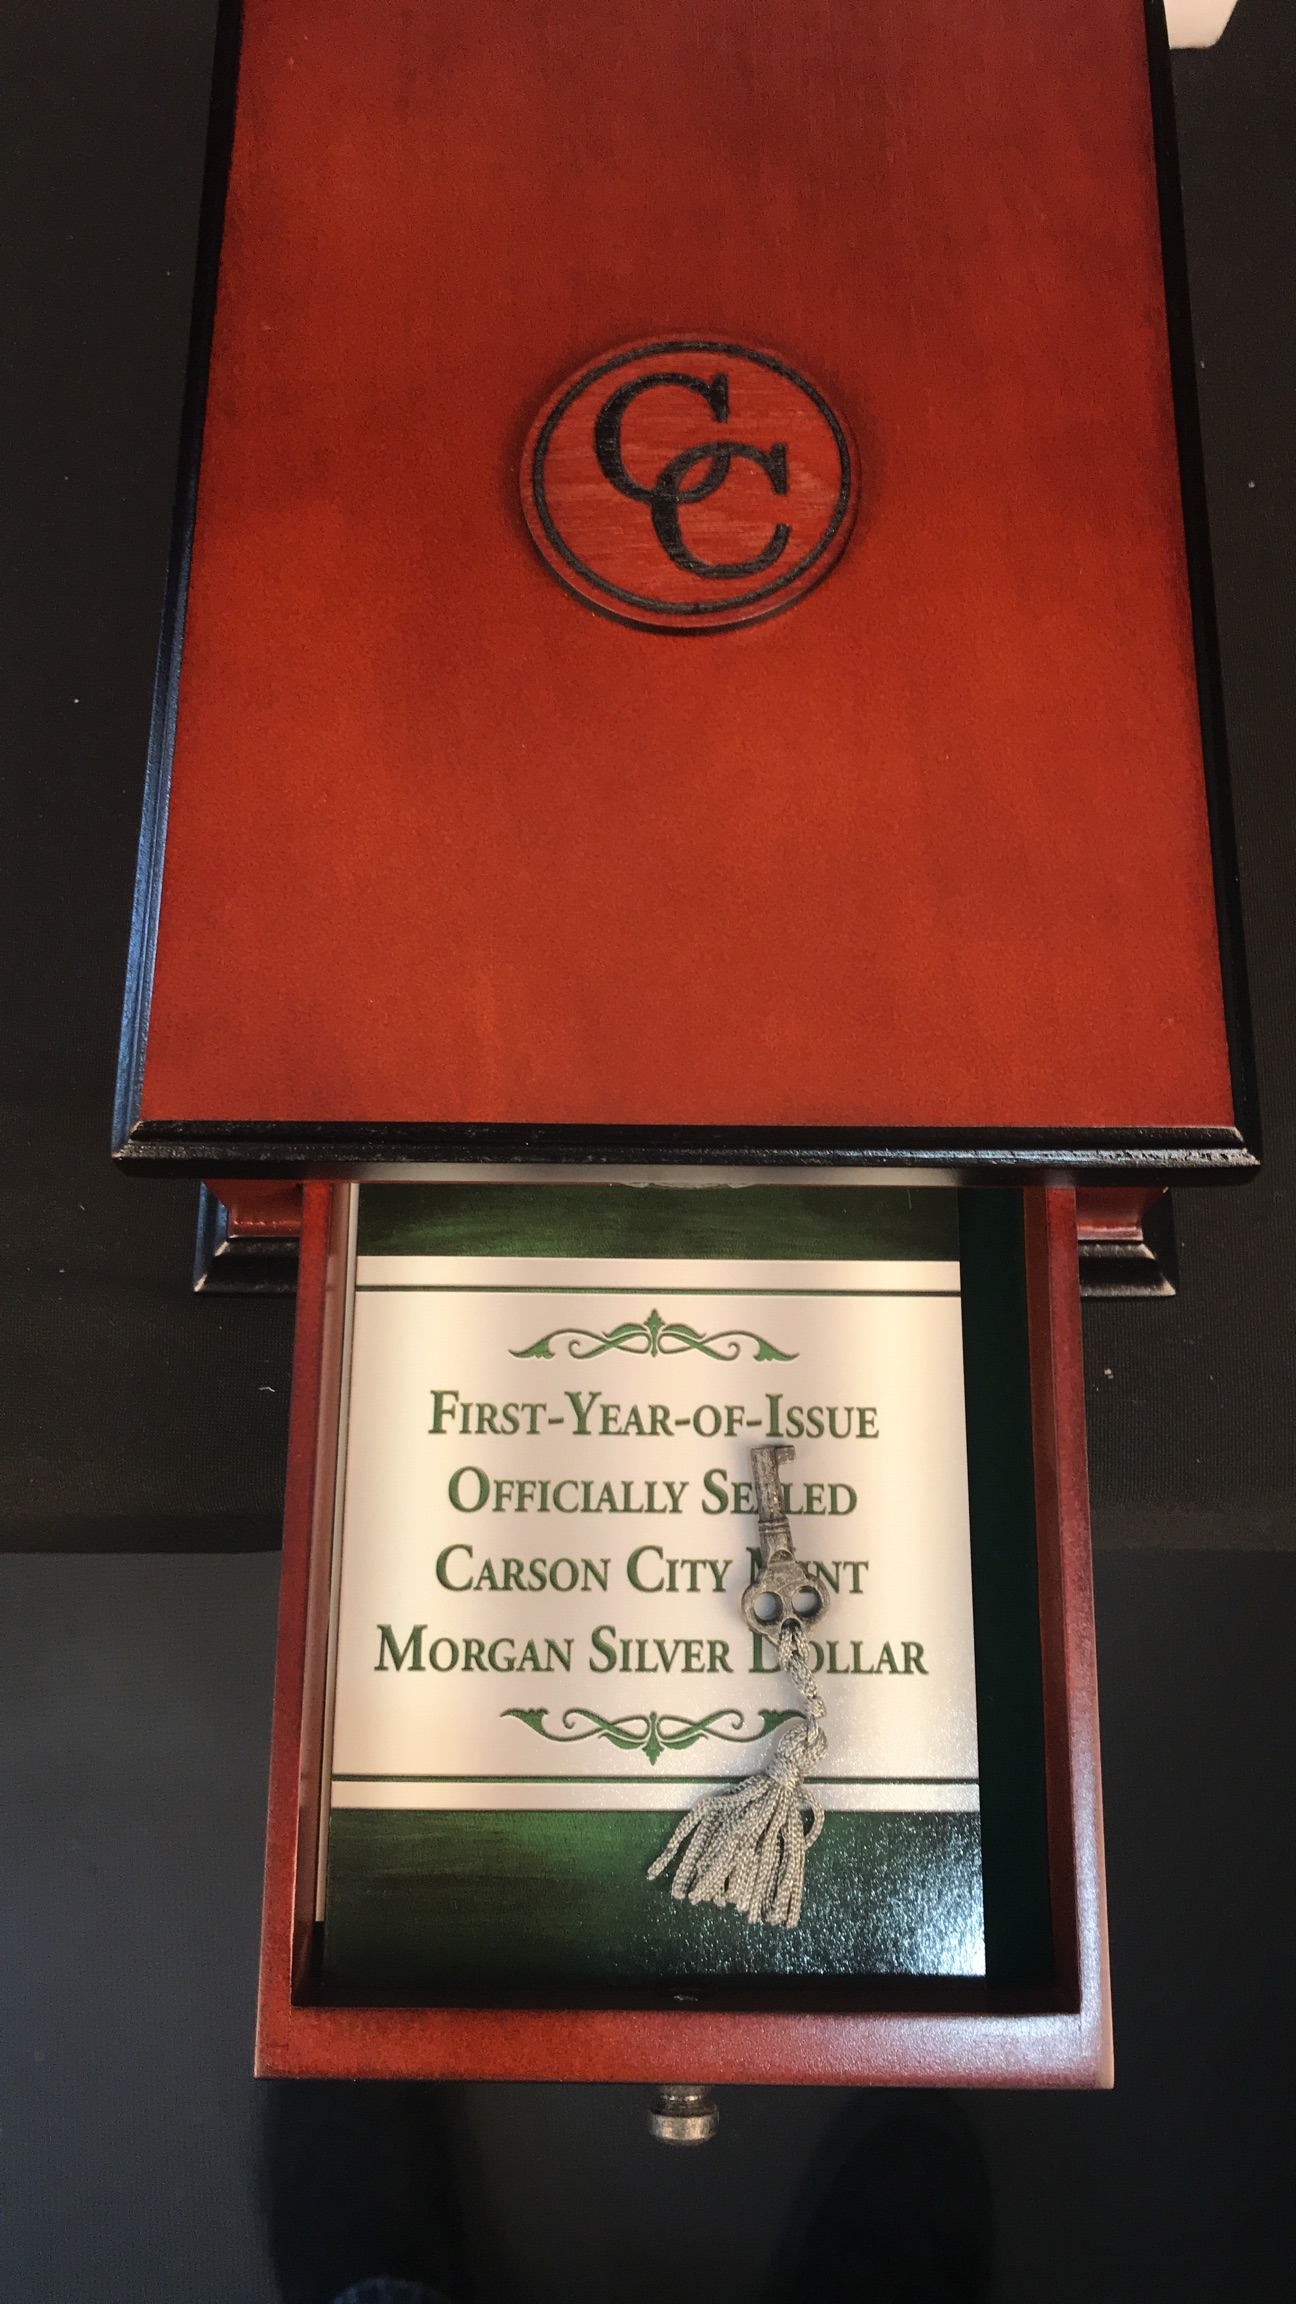 CC
FIRST-YEAR-OF-ISSUE
OFFICIALLY SEALED
CARSON CITY MINT
MORGAN SILVER DOLLAR